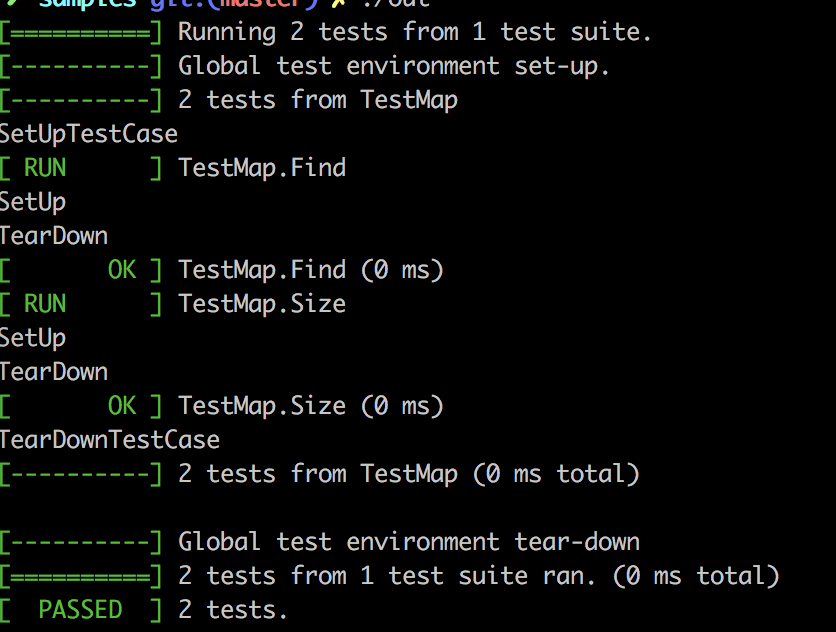 samples git:(master) ✗ ./out
[==========] Running 2 tests from 1 test suite.
[----------] Global test environment set-up.
[----------] 2 tests from TestMap
SetUpTestCase
[ RUN      ] TestMap.Find
SetUp
TearDown
[       OK ] TestMap.Find (0 ms)
[ RUN      ] TestMap.Size
SetUp
TearDown
[       OK ] TestMap.Size (0 ms)
TearDownTestCase
[----------] 2 tests from TestMap (0 ms total)
[----------] Global test environment tear-down
[==========] 2 tests from 1 test suite ran. (0 ms total)
[  PASSED  ] 2 tests.